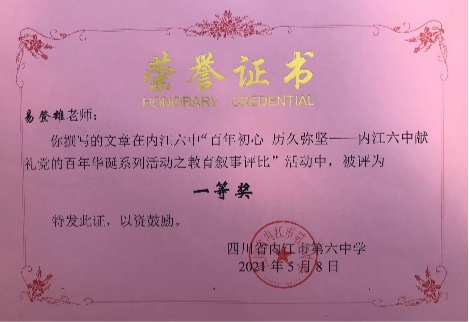 荣誉证书
HONORARY CREDENTIAL
易登雄老师：
你撰写的文章在内江六中“百年初心 历久弥坚——内江六中献
礼党的百年华诞系列活动之教育叙事评比”活动中，被评为
一等奖
特发此证，以资鼓励。
四川省内江市第六中学
2021年5月8日